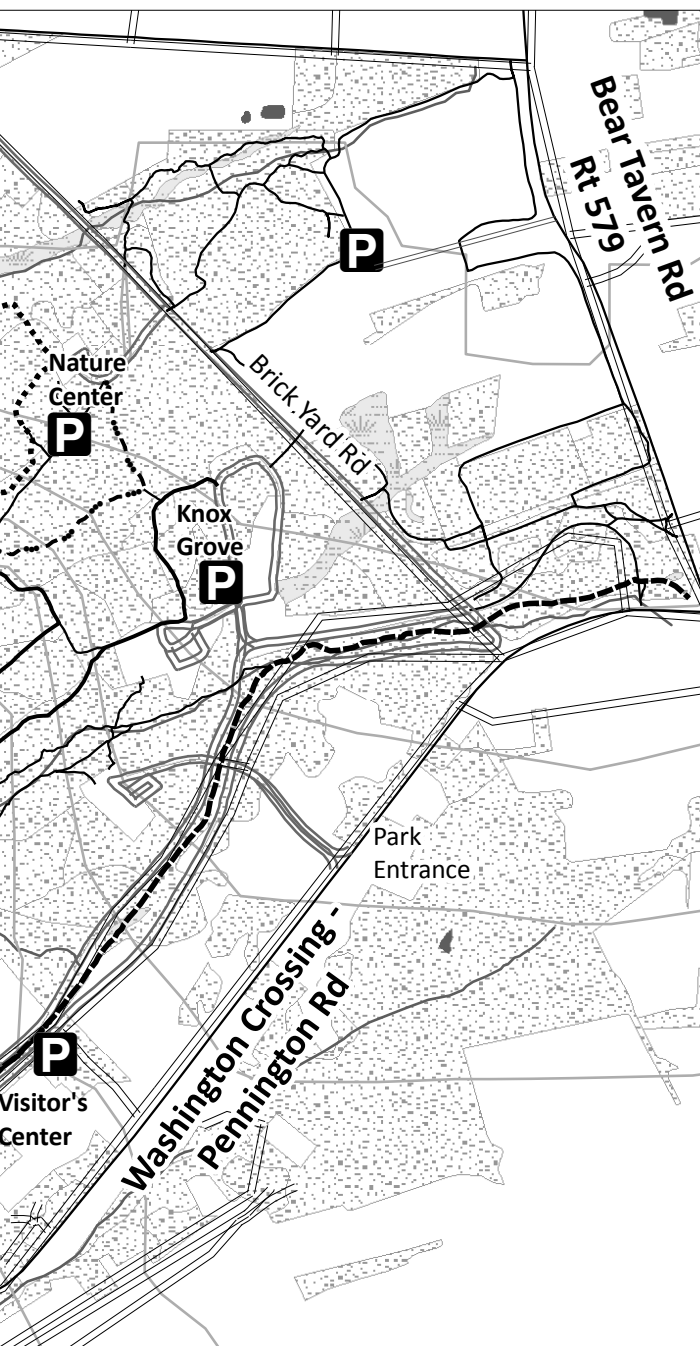 Bear Tavern Rd
Rt 579
P
Nature
Center
P
Brick Yard Rd
Knox
Grove
P
Park
Entrance
Washington Crossing -
Pennington Rd
P
Visitor's
Center